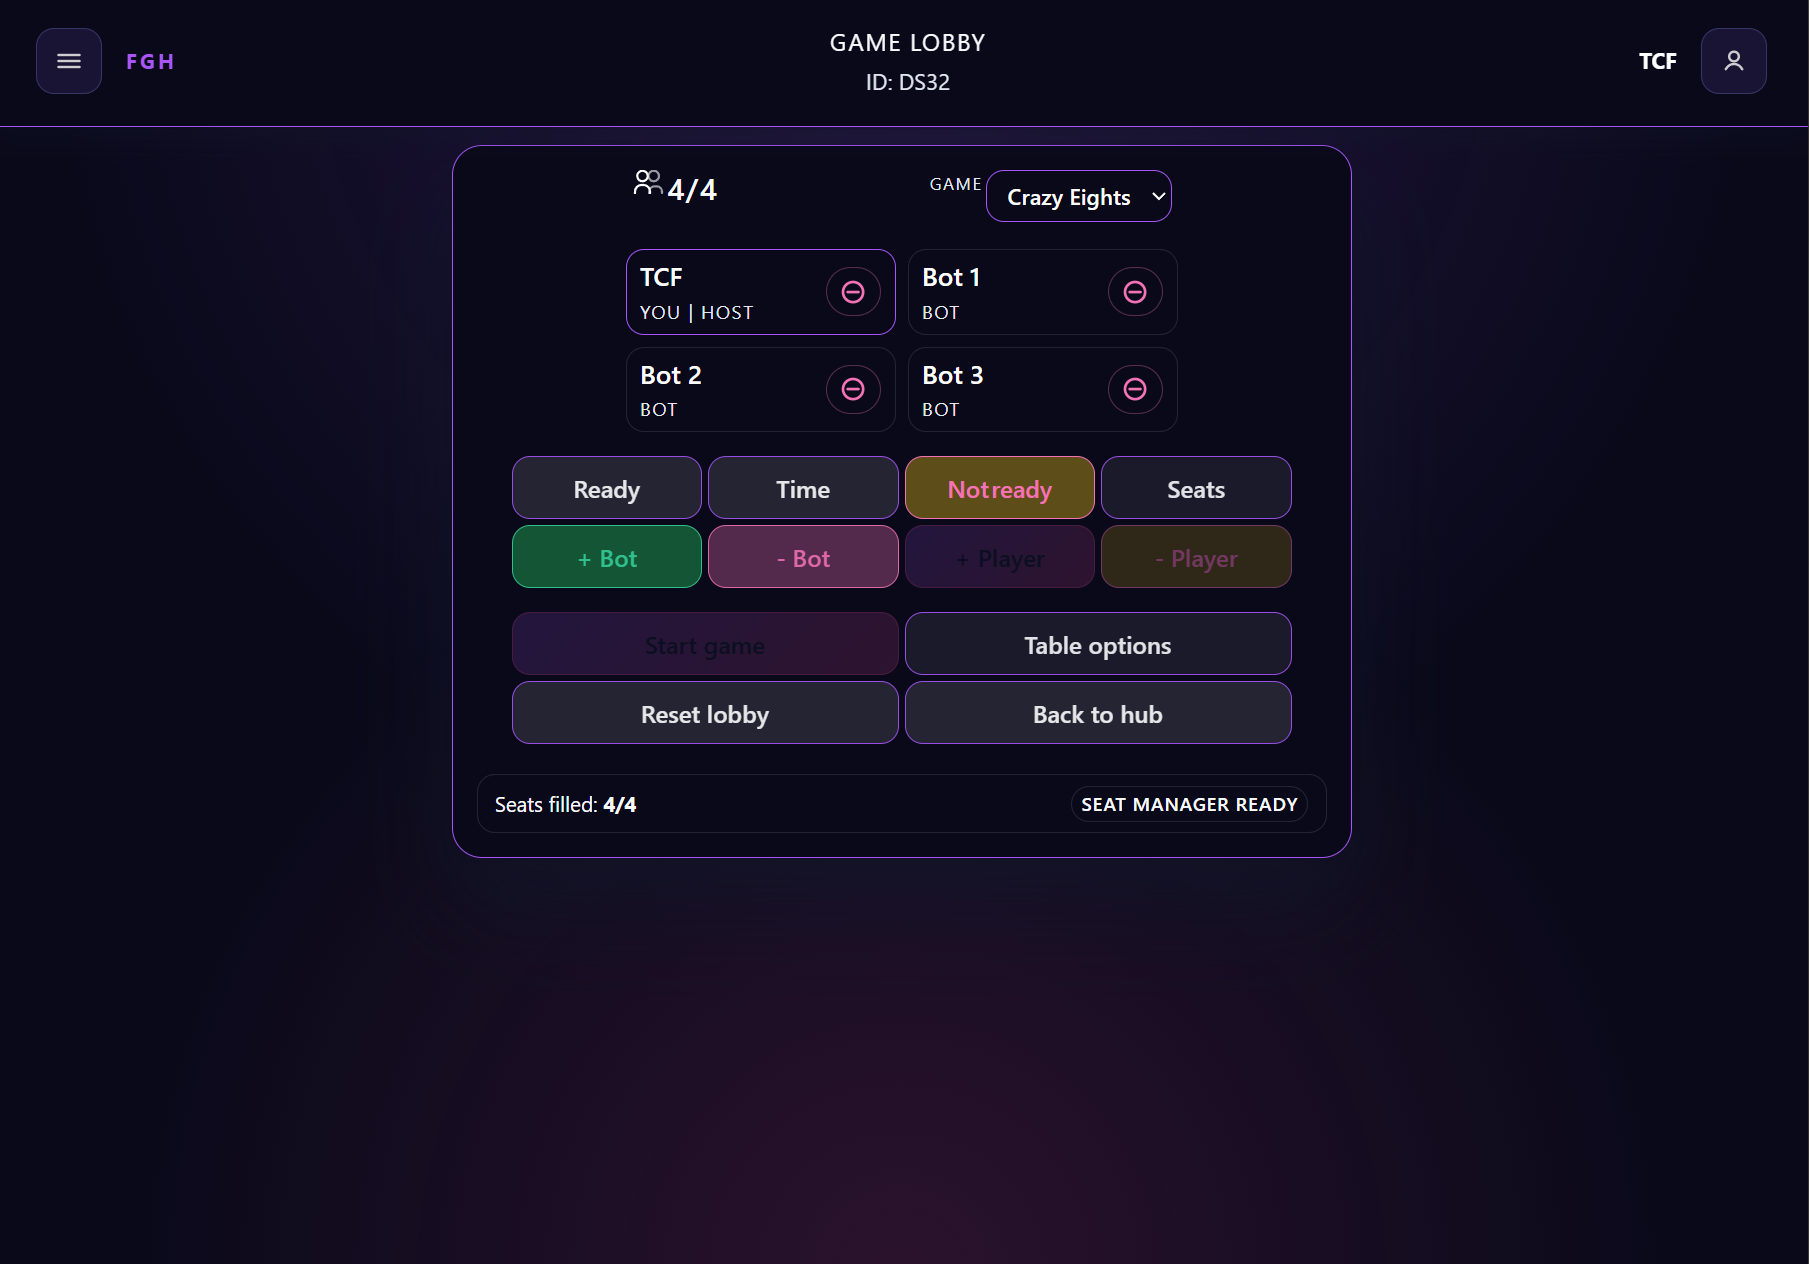 FGH
GAME LOBBY
ID: DS32
TCF
4/4
GAME
Crazy Eights
TCF
YOU | HOST
Bot 1
BOT
Bot 2
BOT
Bot 3
BOT
Ready
Time
Not ready
Seats
+ Bot
- Bot
+ Player
- Player
Start game
Table options
Reset lobby
Back to hub
Seats filled: 4/4
SEAT MANAGER READY